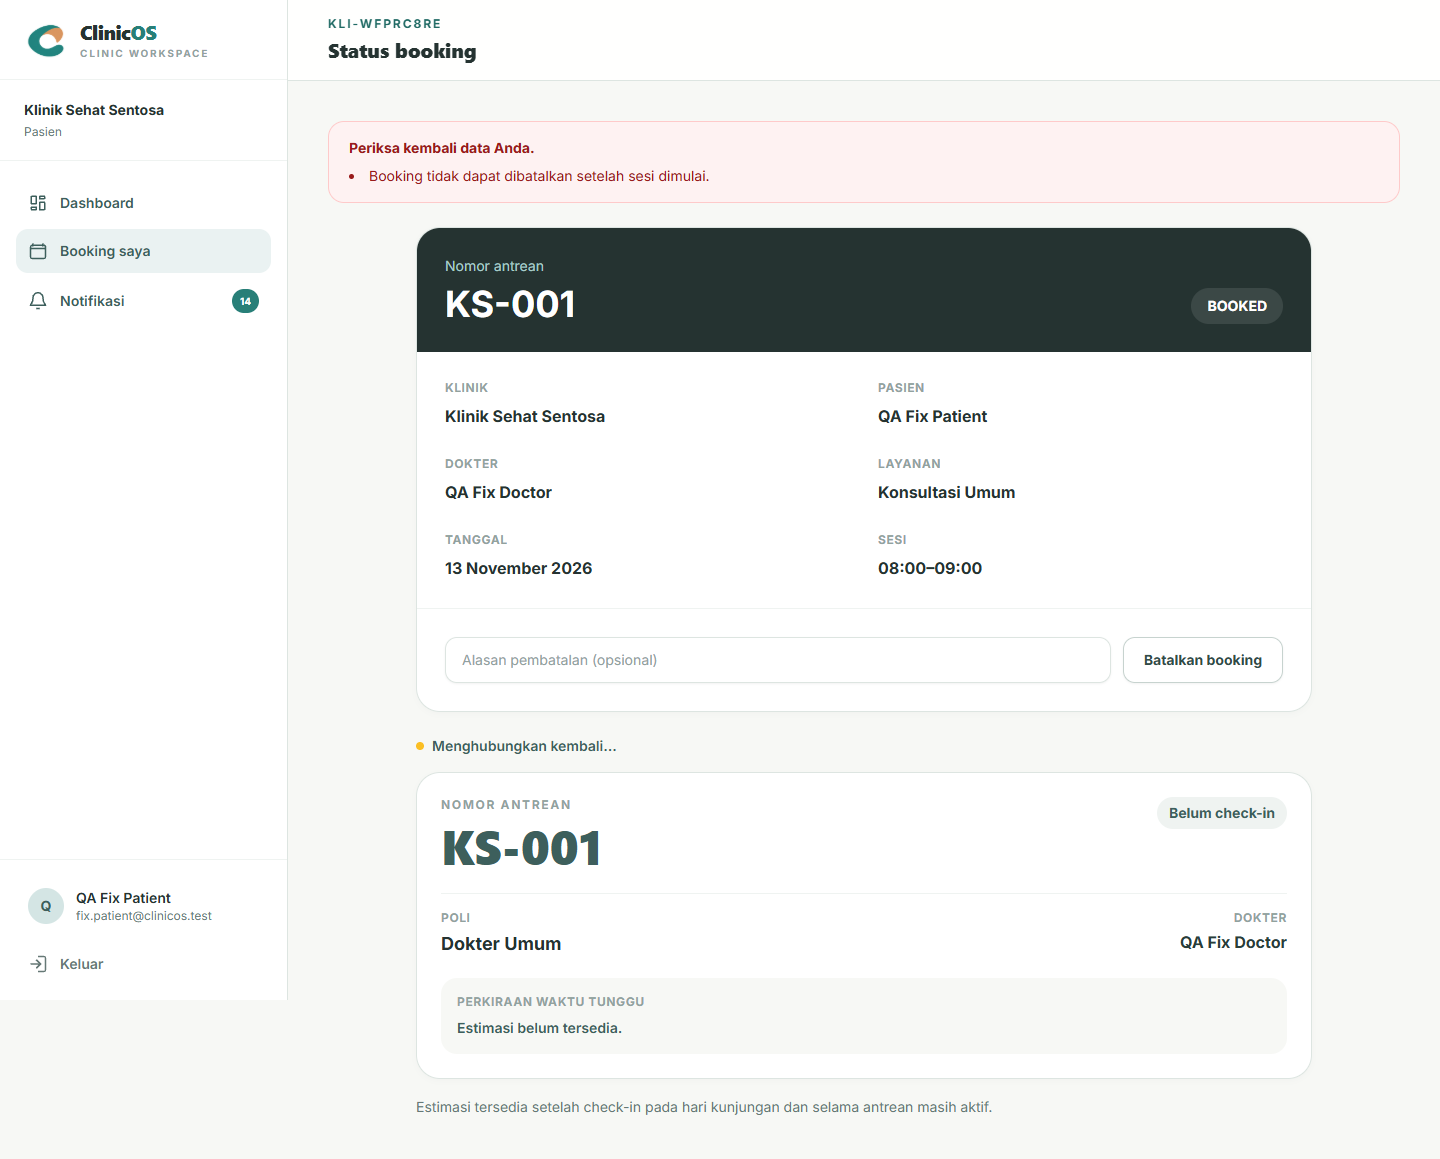 ClinicOS
CLINIC WORKSPACE
Klinik Sehat Sentosa
Pasien
Dashboard
Booking saya
Notifikasi 14
QA Fix Patient
Q
fix.patient@clinicos.test
Keluar
KLI-WFPRC8RE
Status booking
Periksa kembali data Anda.
• Booking tidak dapat dibatalkan setelah sesi dimulai.
Nomor antrean
KS-001
BOOKED
KLINIK PASIEN
Klinik Sehat Sentosa QA Fix Patient
DOKTER LAYANAN
QA Fix Doctor Konsultasi Umum
TANGGAL SESI
13 November 2026 08:00–09:00
Alasan pembatalan (opsional) Batalkan booking
Menghubungkan kembali...
NOMOR ANTREAN
Belum check-in
KS-001
POLI DOKTER
Dokter Umum QA Fix Doctor
PERKIRAAN WAKTU TUNGGU
Estimasi belum tersedia.
Estimasi tersedia setelah check-in pada hari kunjungan dan selama antrean masih aktif.